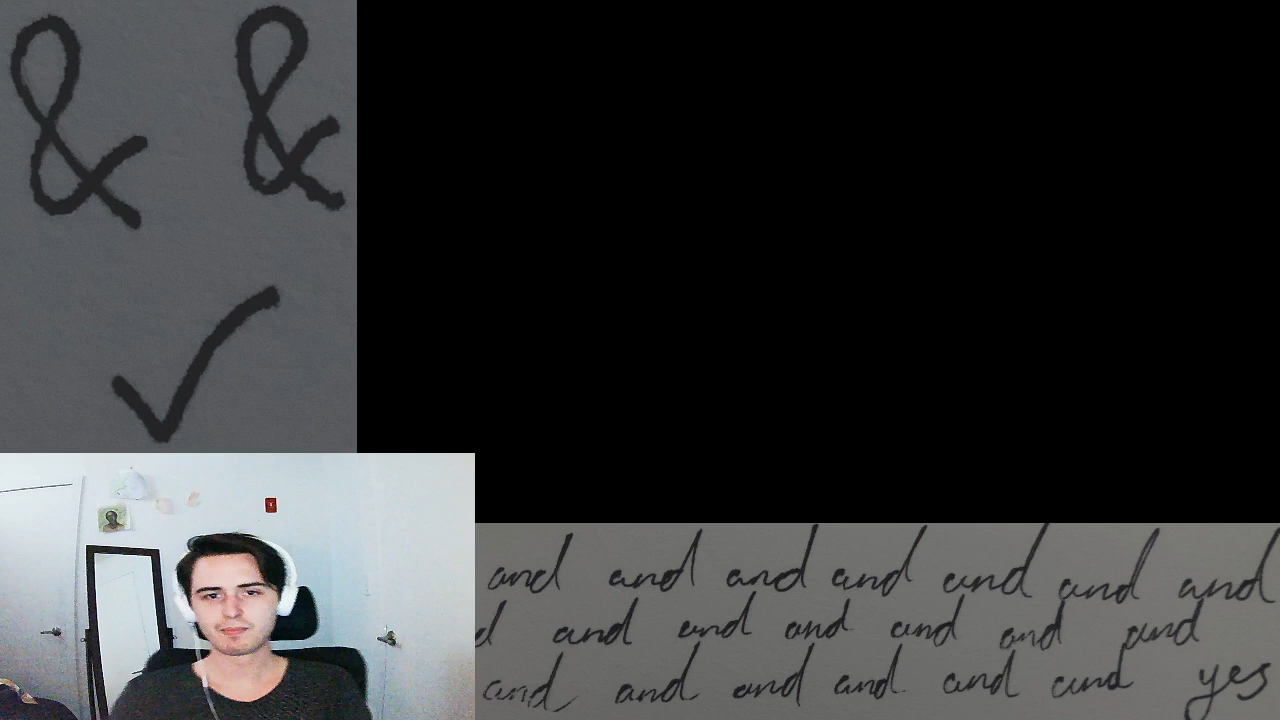 & &
✓
and and and and and and and
d and and and and and and
and and and and and and yes